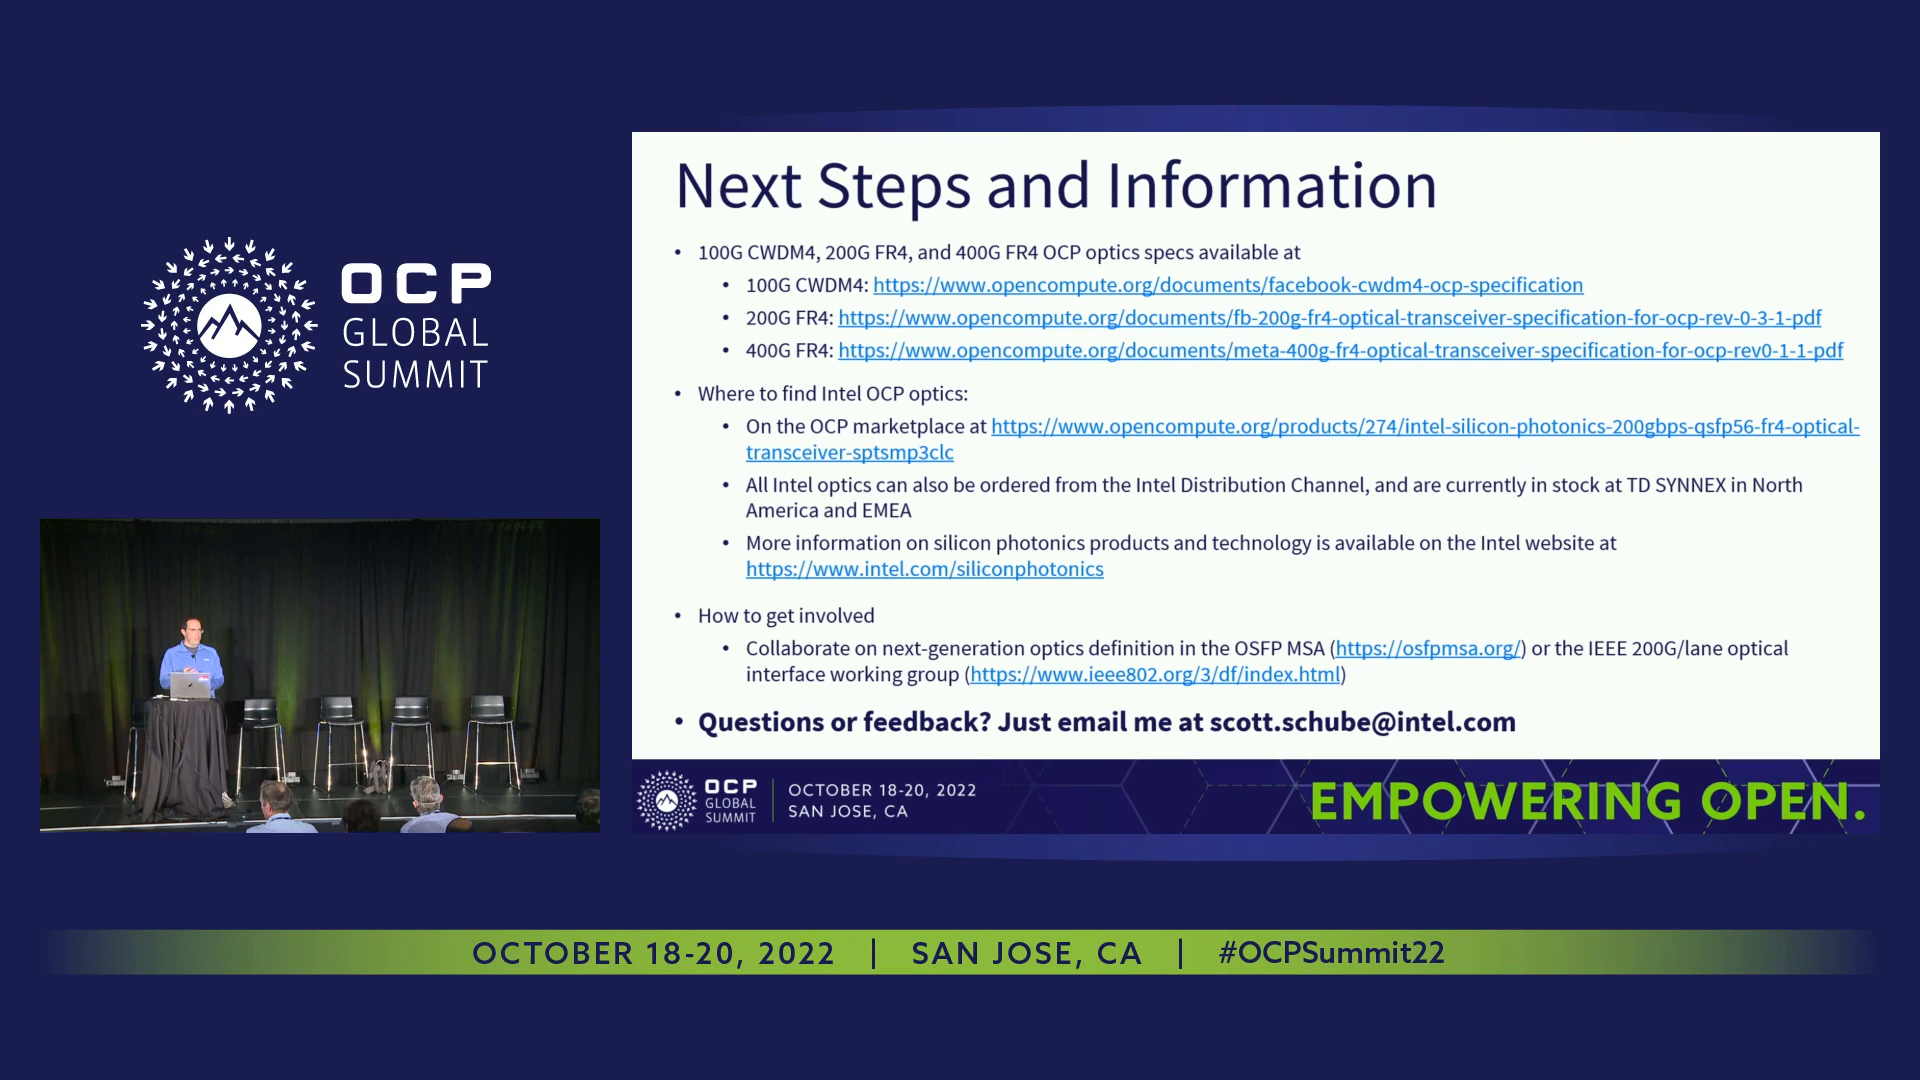 OCP
GLOBAL
SUMMIT
Next Steps and Information
• 100G CWDM4, 200G FR4, and 400G FR4 OCP optics specs available at
• 100G CWDM4: https://www.opencompute.org/documents/facebook-cwdm4-ocp-specification
• 200G FR4: https://www.opencompute.org/documents/fb-200g-fr4-optical-transceiver-specification-for-ocp-rev-0-3-1-pdf
• 400G FR4: https://www.opencompute.org/documents/meta-400g-fr4-optical-transceiver-specification-for-ocp-rev0-1-1-pdf
• Where to find Intel OCP optics:
• On the OCP marketplace at https://www.opencompute.org/products/274/intel-silicon-photonics-200gbps-qsfp56-fr4-optical-
transceiver-sptsmp3clc
• All Intel optics can also be ordered from the Intel Distribution Channel, and are currently in stock at TD SYNNEX in North
America and EMEA
• More information on silicon photonics products and technology is available on the Intel website at
https://www.intel.com/siliconphotonics
• How to get involved
• Collaborate on next-generation optics definition in the OSFP MSA (https://osfpmsa.org/) or the IEEE 200G/lane optical
interface working group (https://www.ieee802.org/3/df/index.html)
• Questions or feedback? Just email me at scott.schube@intel.com
OCP
GLOBAL
SUMMIT
OCTOBER 18-20, 2022
SAN JOSE, CA
EMPOWERING OPEN.
OCTOBER 18-20, 2022 | SAN JOSE, CA | #OCPSummit22